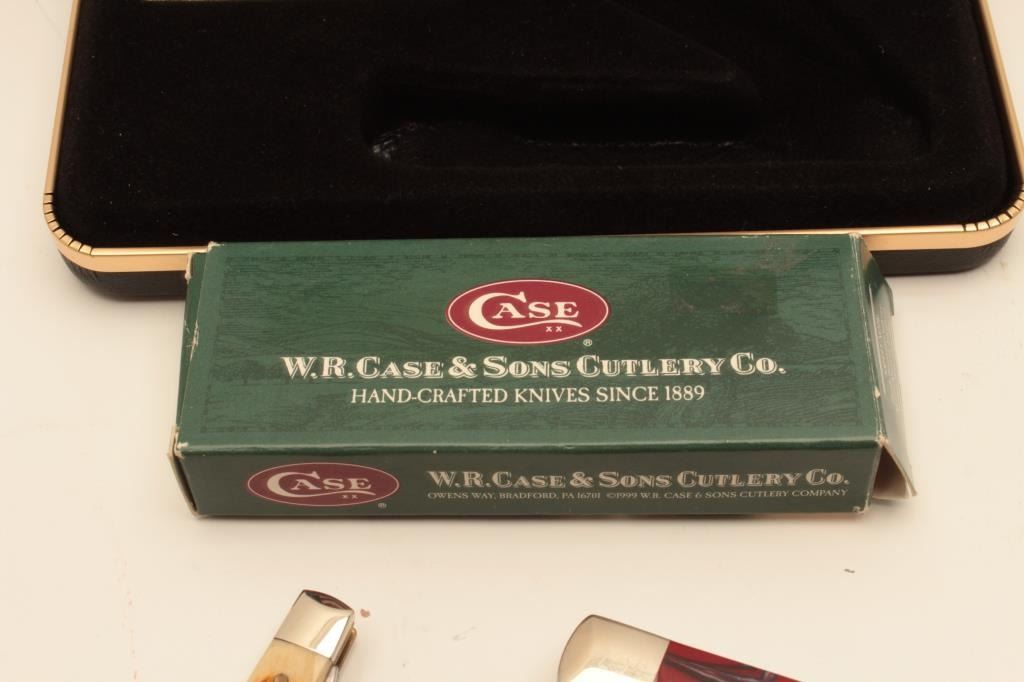 CASE
XX
®
W.R. CASE & SONS CUTLERY CO.
HAND-CRAFTED KNIVES SINCE 1889
CASE
XX
®
W.R. CASE & SONS CUTLERY CO.
OWENS WAY, BRADFORD, PA 16701 ©1999 W.R. CASE & SONS CUTLERY COMPANY